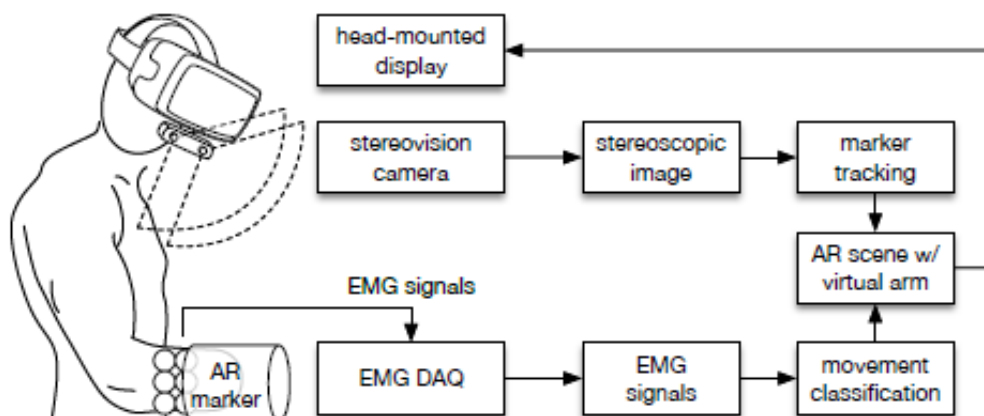 head-mounted
display
stereovision
camera
stereoscopic
image
marker
tracking
AR scene w/
virtual arm
EMG signals
AR
marker
EMG DAQ
EMG
signals
movement
classification